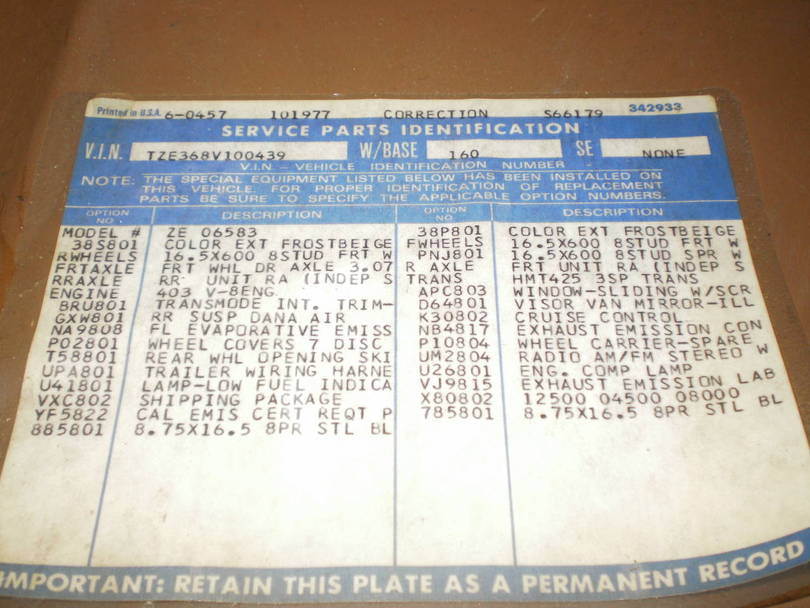 Printed in U.S.A. 6-0457 101977 CORRECTION S66179 342933
SERVICE PARTS IDENTIFICATION
V.I.N. TZE368V100439 W/BASE 160 SE NONE
V.I.N. - VEHICLE IDENTIFICATION NUMBER
NOTE: THE SPECIAL EQUIPMENT LISTED BELOW HAS BEEN INSTALLED ON
THIS VEHICLE. FOR PROPER IDENTIFICATION OF REPLACEMENT
PARTS BE SURE TO SPECIFY THE APPLICABLE OPTION NUMBERS.
OPTION NO. DESCRIPTION OPTION NO. DESCRIPTION
MODEL # ZE 06583 38P801 COLOR EXT FROSTBEIGE
38S801 COLOR EXT FROSTBEIGE FWHEELS 16.5X600 8STUD FRT W
RWHEELS 16.5X600 8STUD FRT W PNJ801 16.5X600 8STUD SPR W
FRTAXLE FRT WHL DR AXLE 3.07 R AXLE FRT UNIT RA (INDEP S
RRAXLE RR UNIT RA (INDEP S TRANS HMT425 3SP TRANS
ENGINE 403 V-8ENG APC803 WINDOW-SLIDING W/SCR
BRU801 TRANSMODE INT. TRIM- D64801 VISOR VAN MIRROR-ILL
GXW801 RR SUSP DANA AIR K30802 CRUISE CONTROL
NA9808 FL EVAPORATIVE EMISS NB4817 EXHAUST EMISSION CON
P02801 WHEEL COVERS 7 DISC P10804 WHEEL CARRIER-SPARE
T58801 REAR WHL OPENING SKI UM2804 RADIO AM/FM STEREO W
UPA801 TRAILER WIRING HARNE U26801 ENG. COMP LAMP
U41801 LAMP-LOW FUEL INDICA VJ9815 EXHAUST EMISSION LAB
VXC802 SHIPPING PACKAGE X80802 12500 04500 08000
YF5822 CAL EMIS CERT REQT P 785801 8.75X16.5 8PR STL BL
885801 8.75X16.5 8PR STL BL
IMPORTANT: RETAIN THIS PLATE AS A PERMANENT RECORD